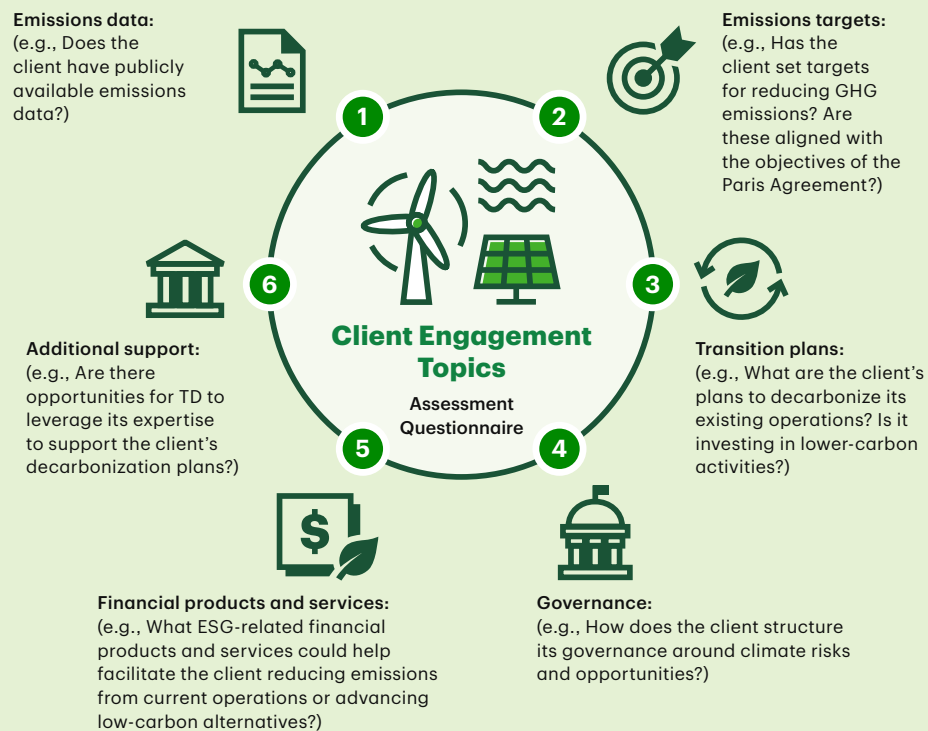 Emissions data:
(e.g., Does the
client have publicly
available emissions
data?)
1
2
Emissions targets:
(e.g., Has the
client set targets
for reducing GHG
emissions? Are
these aligned with
the objectives of the
Paris Agreement?)
3
Transition plans:
(e.g., What are the client's
plans to decarbonize its
existing operations? Is it
investing in lower-carbon
activities?)
Client Engagement
Topics
Assessment
Questionnaire
4
Governance:
(e.g., How does the client structure
its governance around climate risks
and opportunities?)
5
$
Financial products and services:
(e.g., What ESG-related financial
products and services could help
facilitate the client reducing emissions
from current operations or advancing
low-carbon alternatives?)
6
Additional support:
(e.g., Are there
opportunities for TD to
leverage its expertise
to support the client's
decarbonization plans?)